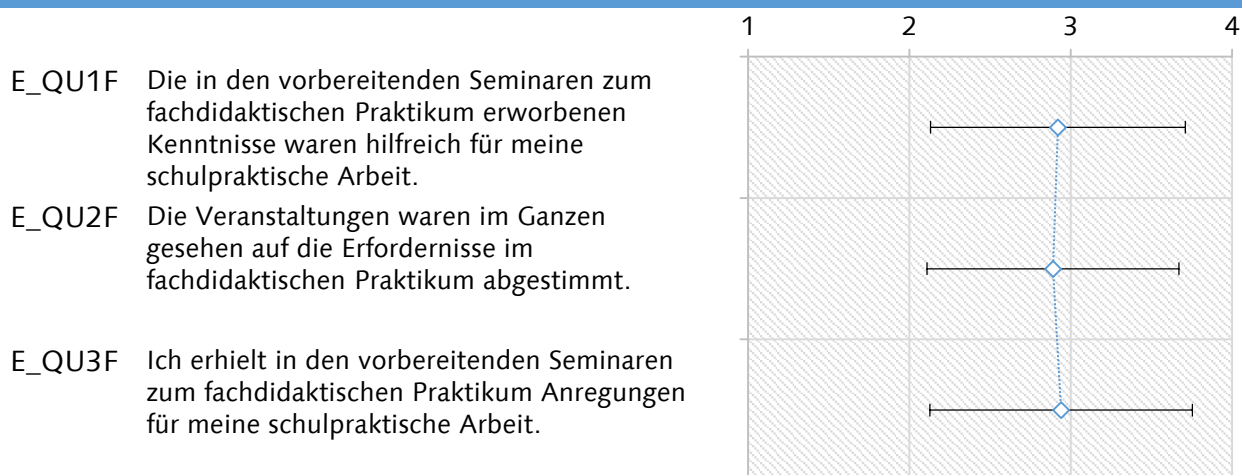 1 2 3 4
E_QU1F Die in den vorbereitenden Seminaren zum
fachdidaktischen Praktikum erworbenen
Kenntnisse waren hilfreich für meine
schulpraktische Arbeit.
E_QU2F Die Veranstaltungen waren im Ganzen
gesehen auf die Erfordernisse im
fachdidaktischen Praktikum abgestimmt.
E_QU3F Ich erhielt in den vorbereitenden Seminaren
zum fachdidaktischen Praktikum Anregungen
für meine schulpraktische Arbeit.